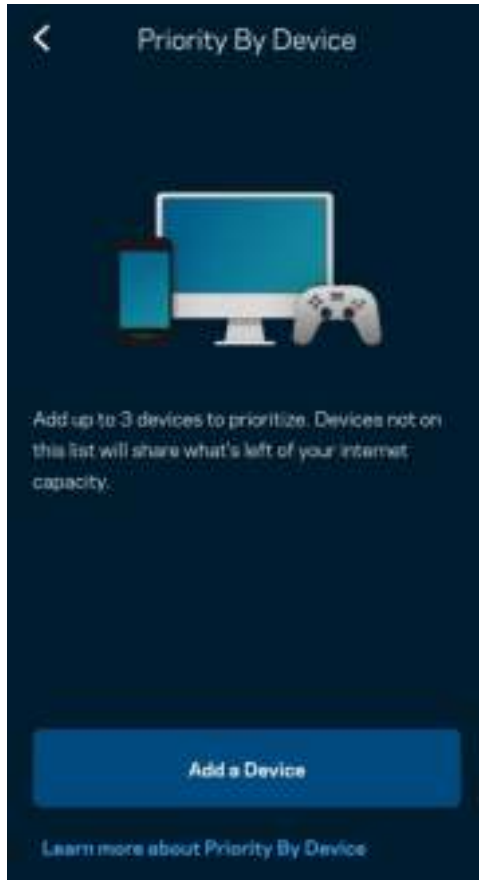 Priority By Device
Add up to 3 devices to prioritize. Devices not on
this list will share what's left of your internet
capacity.
Add a Device
Learn more about Priority By Device